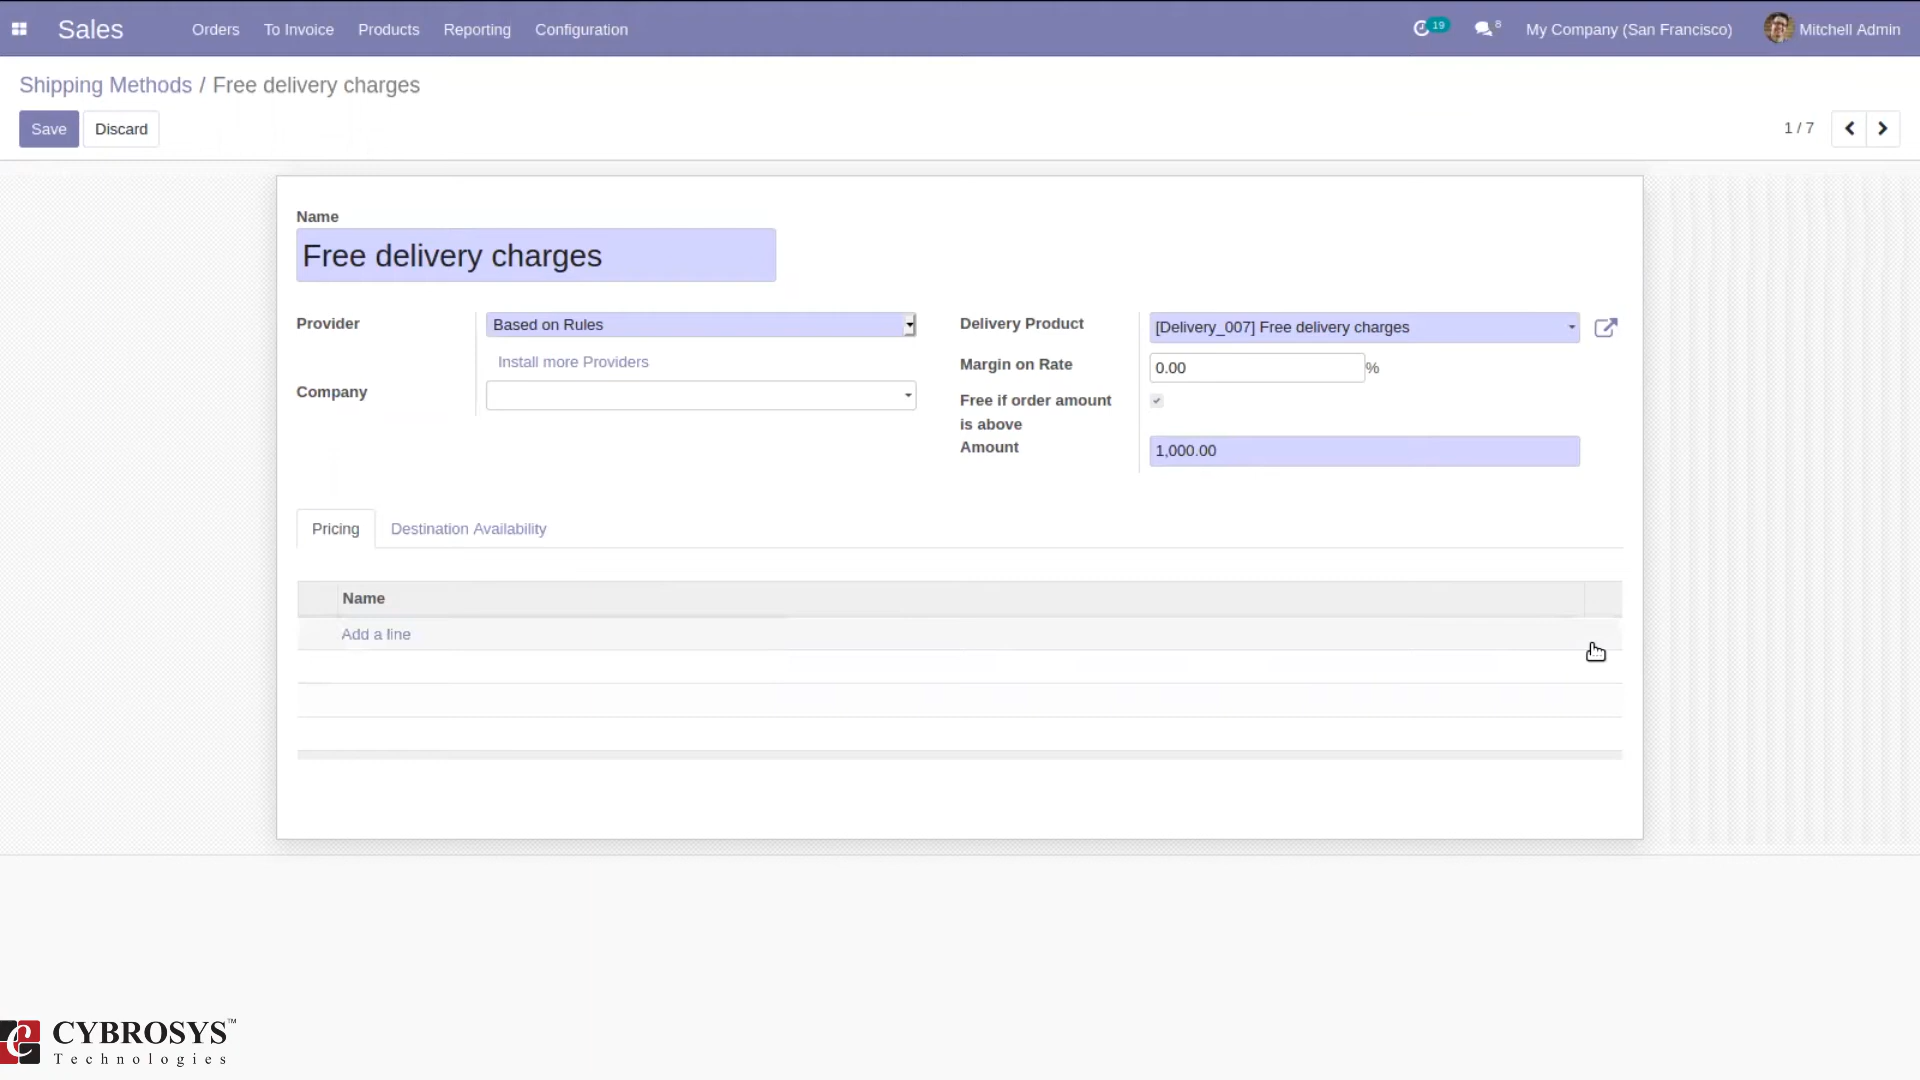 Sales
Orders
To Invoice
Products
Reporting
Configuration
19
8
My Company (San Francisco)
Mitchell Admin
Shipping Methods / Free delivery charges
Save
Discard
1 / 7
Name
Free delivery charges
Provider
Based on Rules
Install more Providers
Company
Delivery Product
[Delivery_007] Free delivery charges
Margin on Rate
0.00
%
Free if order amount
is above
Amount
1,000.00
Pricing
Destination Availability
Name
Add a line
CYBROSYS™
Technologies